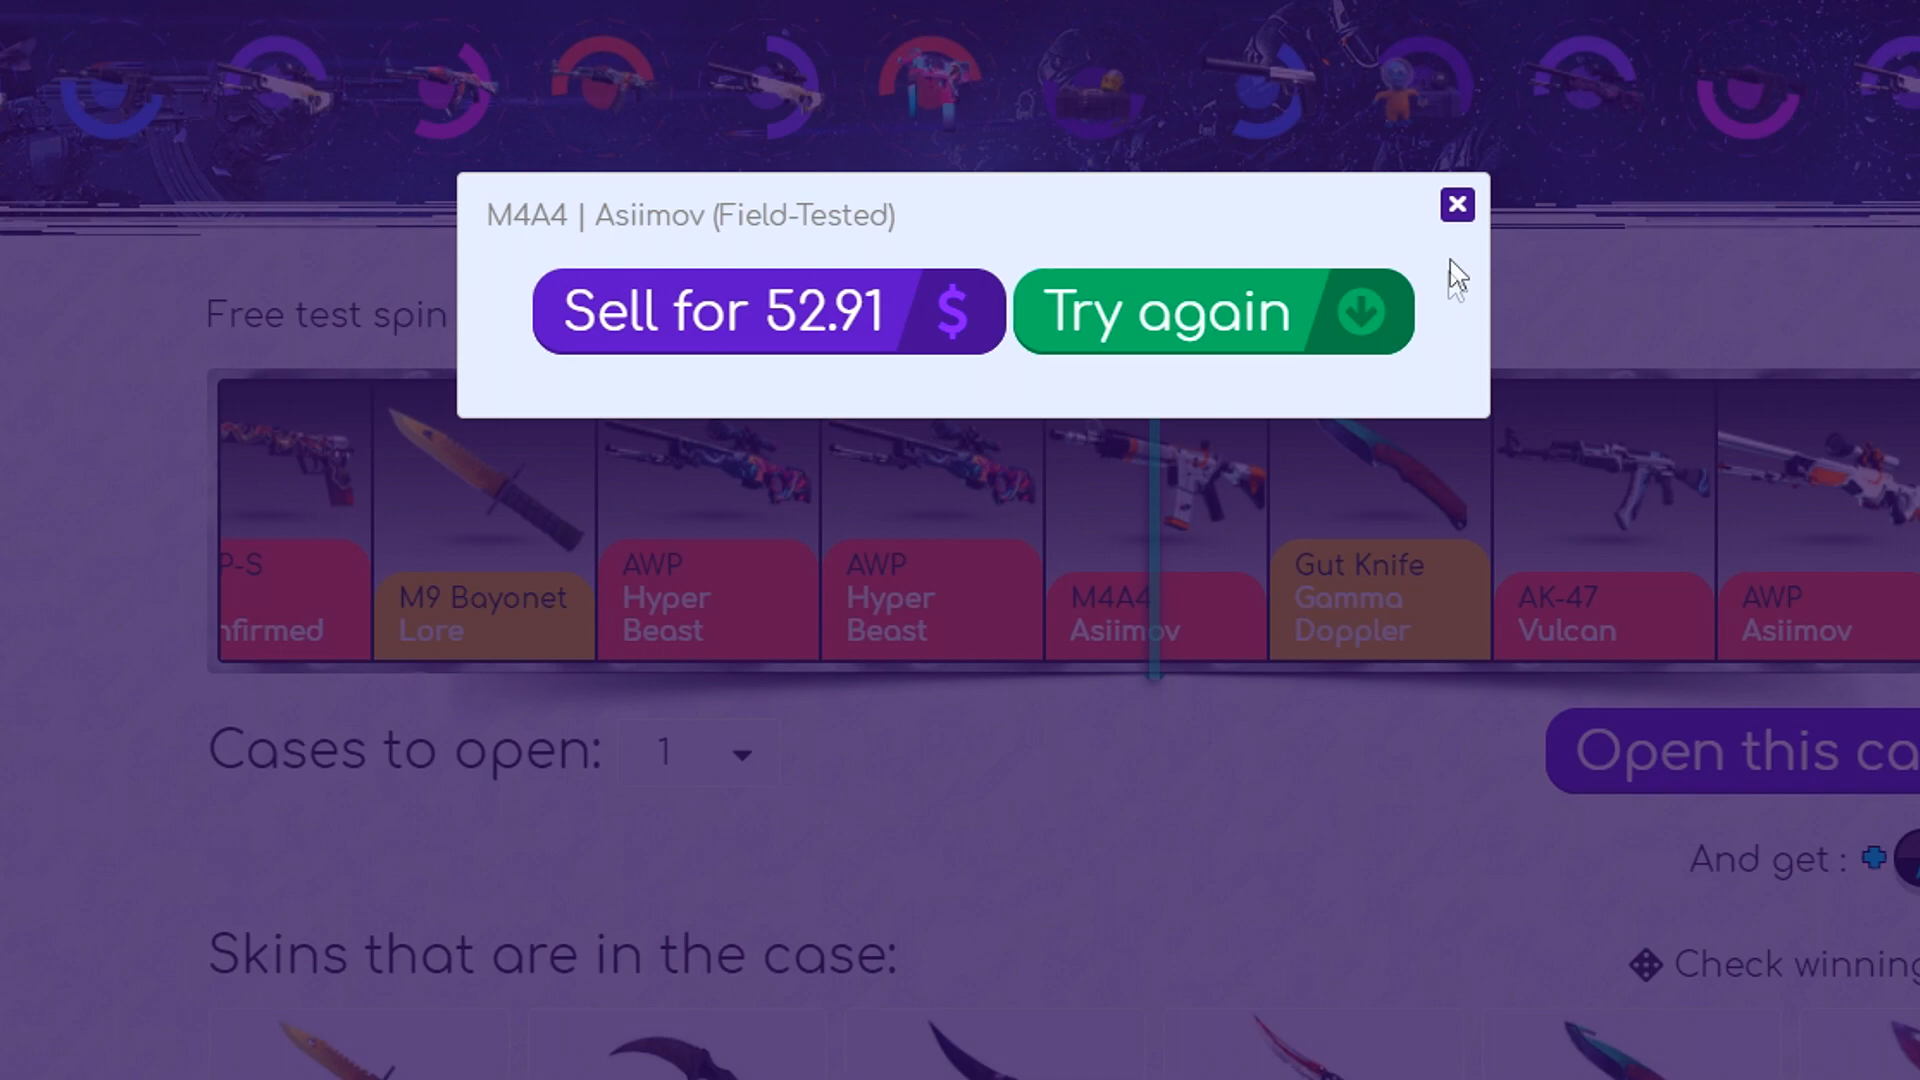 M4A4 | Asiimov (Field-Tested)
Sell for 52.91 $
Try again
Free test spin
P-S
nfirmed
M9 Bayonet
Lore
AWP
Hyper
Beast
AWP
Hyper
Beast
M4A4
Asiimov
Gut Knife
Gamma
Doppler
AK-47
Vulcan
AWP
Asiimov
Cases to open: 1
Open this ca
And get :
Skins that are in the case:
Check winning